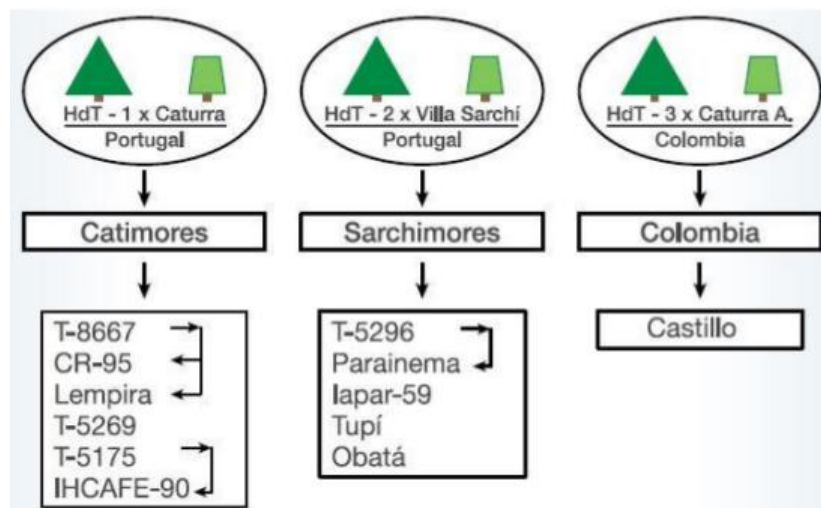 HdT - 1 x Caturra
Portugal
HdT - 2 x Villa Sarchí
Portugal
HdT - 3 x Caturra A.
Colombia
Catimores
Sarchimores
Colombia
T-8667
CR-95
Lempira
T-5269
T-5175
IHCAFE-90
T-5296
Parainema
Iapar-59
Tupí
Obatá
Castillo